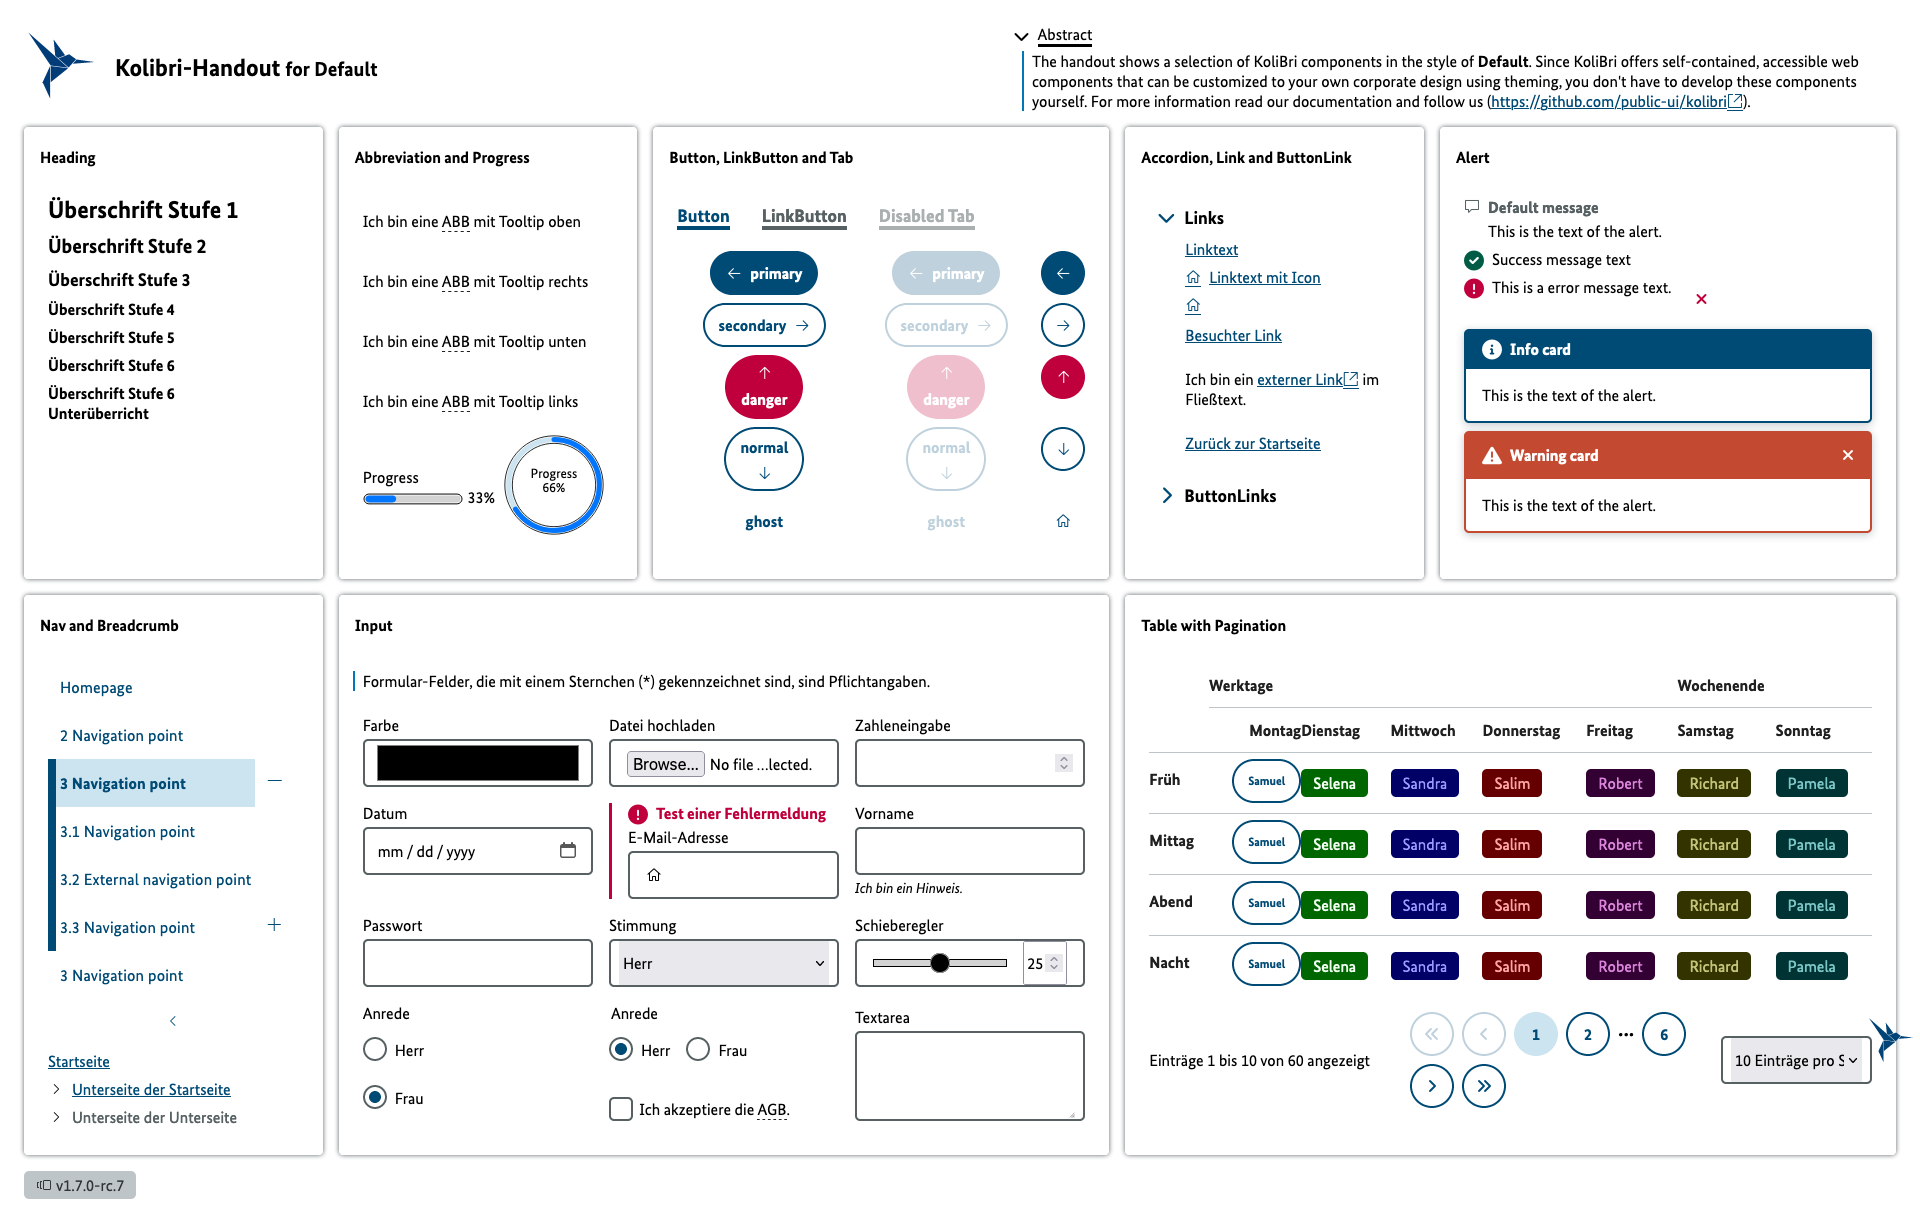 Kolibri-Handout for Default
Abstract
The handout shows a selection of KoliBri components in the style of Default. Since KoliBri offers self-contained, accessible web
components that can be customized to your own corporate design using theming, you don't have to develop these components
yourself. For more information read our documentation and follow us (https://github.com/public-ui/kolibri).
Heading
Überschrift Stufe 1
Überschrift Stufe 2
Überschrift Stufe 3
Überschrift Stufe 4
Überschrift Stufe 5
Überschrift Stufe 6
Überschrift Stufe 6
Unterüberricht
Abbreviation and Progress
Ich bin eine ABB mit Tooltip oben
Ich bin eine ABB mit Tooltip rechts
Ich bin eine ABB mit Tooltip unten
Ich bin eine ABB mit Tooltip links
Progress
33%
Progress
66%
Button, LinkButton and Tab
Button LinkButton Disabled Tab
primary primary
secondary secondary
danger danger
normal normal
ghost ghost
Accordion, Link and ButtonLink
Links
Linktext
Linktext mit Icon
Besuchter Link
Ich bin ein externer Link im
Fließtext.
Zurück zur Startseite
ButtonLinks
Alert
Default message
This is the text of the alert.
Success message text
This is a error message text.
Info card
This is the text of the alert.
Warning card
This is the text of the alert.
Nav and Breadcrumb
Homepage
2 Navigation point
3 Navigation point
3.1 Navigation point
3.2 External navigation point
3.3 Navigation point
3 Navigation point
Startseite
Unterseite der Startseite
Unterseite der Unterseite
Input
Formular-Felder, die mit einem Sternchen (*) gekennzeichnet sind, sind Pflichtangaben.
Farbe
Datei hochladen
Browse... No file ...lected.
Zahleneingabe
Datum
mm / dd / yyyy
Test einer Fehlermeldung
E-Mail-Adresse
Vorname
Ich bin ein Hinweis.
Passwort
Stimmung
Herr
Schieberegler
25
Anrede
Herr
Frau
Anrede
Herr Frau
Ich akzeptiere die AGB.
Textarea
Table with Pagination
Werktage Wochenende
Montag Dienstag Mittwoch Donnerstag Freitag Samstag Sonntag
Früh Samuel Selena Sandra Salim Robert Richard Pamela
Mittag Samuel Selena Sandra Salim Robert Richard Pamela
Abend Samuel Selena Sandra Salim Robert Richard Pamela
Nacht Samuel Selena Sandra Salim Robert Richard Pamela
Einträge 1 bis 10 von 60 angezeigt
1 2 ... 6
10 Einträge pro S
v1.7.0-rc.7